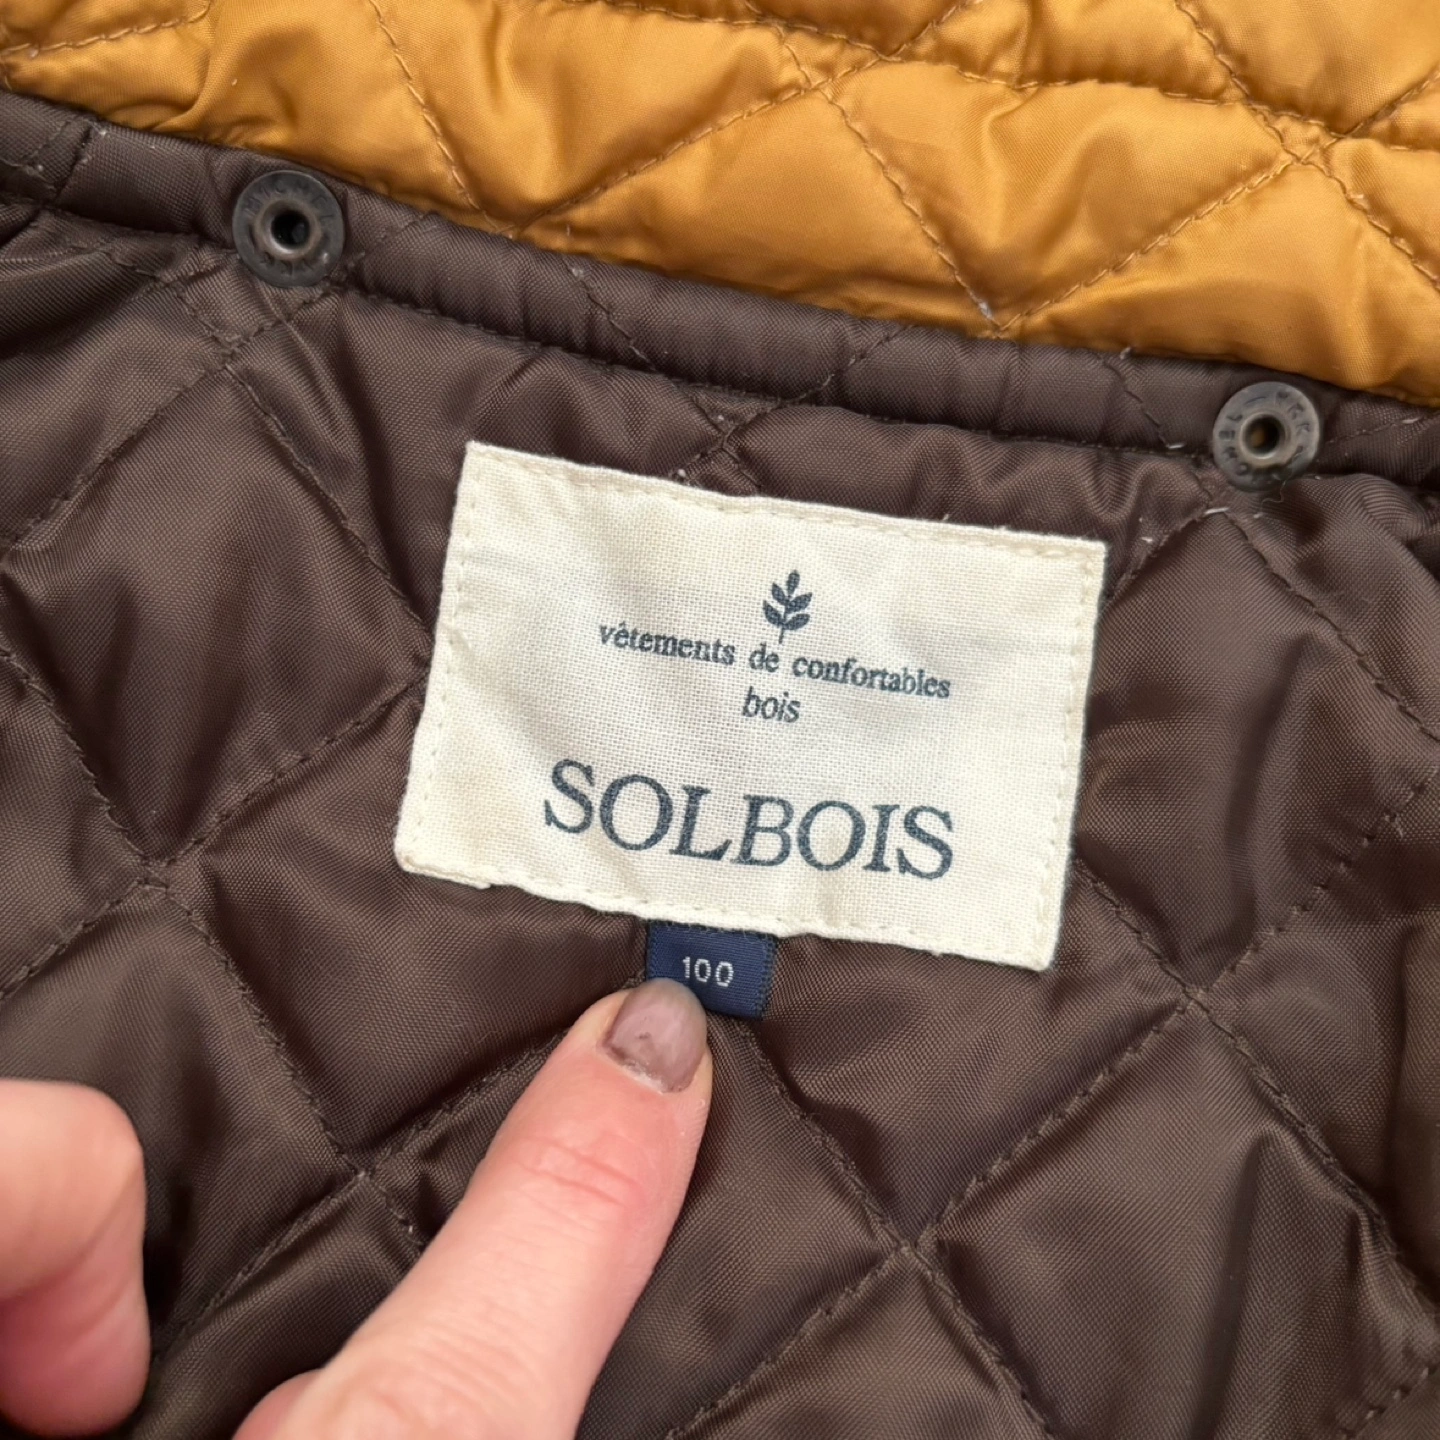 vêtements de confortables
bois
SOLBOIS
100